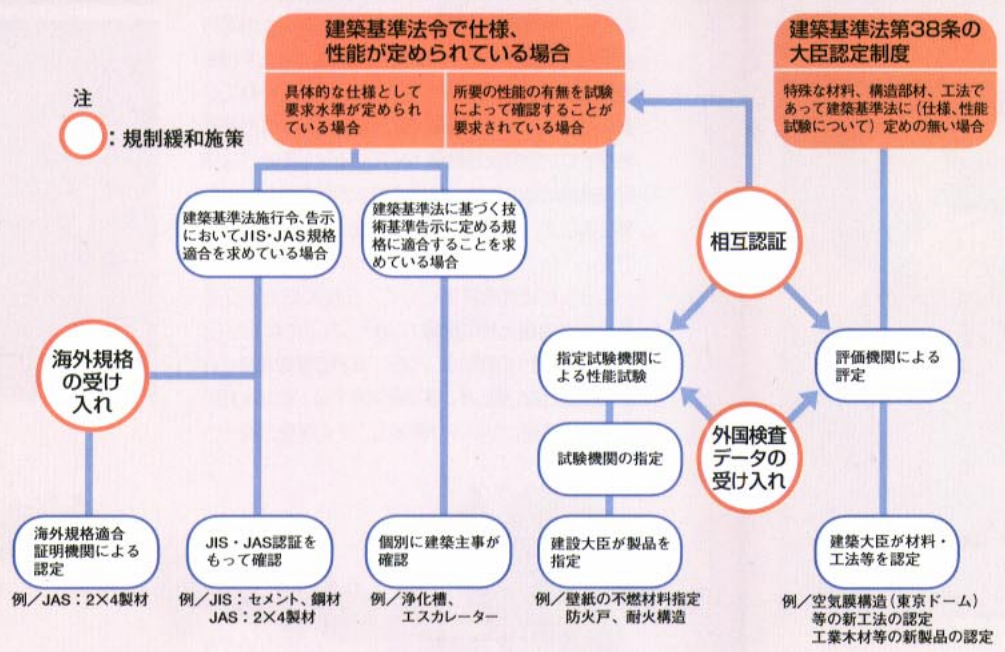 建築基準法令で仕様、
性能が定められている場合
具体的な仕様として
要求水準が定められ
ている場合
所要の性能の有無を試験
によって確認することが
要求されている場合
建築基準法第38条の
大臣認定制度
特殊な材料、構造部材、工法で
あって建築基準法に(仕様、性能
試験について)定めの無い場合
注
:規制緩和施策
建築基準法施行令、告示
においてJIS・JAS規格
適合を求めている場合
建築基準法に基づく技
術基準告示に定める規
格に適合することを求
めている場合
相互認証
海外規格
の受け
入れ
指定試験機関に
よる性能試験
評価機関による
評定
外国検査
データの
受け入れ
試験機関の指定
海外規格適合
証明機関による
認定
JIS・JAS認証を
もって確認
個別に建築主事が
確認
建設大臣が製品を
指定
建築大臣が材料・
工法等を認定
例/JAS:2×4製材
例/JIS:セメント、鋼材
JAS:2×4製材
例/浄化槽、
エスカレーター
例/壁紙の不燃材料指定
防火戸、耐火構造
例/空気膜構造(東京ドーム)
等の新工法の認定
工業木材等の新製品の認定